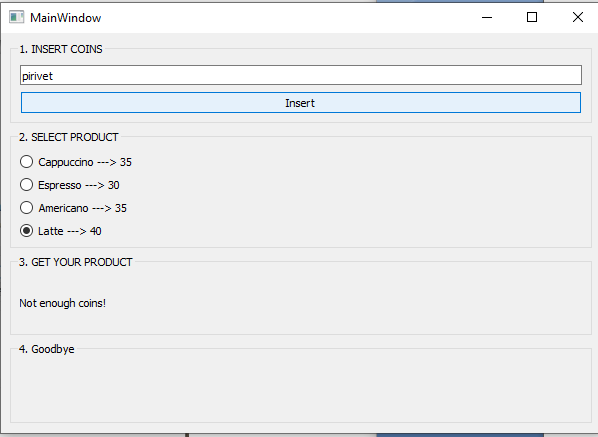 MainWindow
1. INSERT COINS
pirivet
Insert
2. SELECT PRODUCT
Cappuccino ---> 35
Espresso ---> 30
Americano ---> 35
Latte ---> 40
3. GET YOUR PRODUCT
Not enough coins!
4. Goodbye